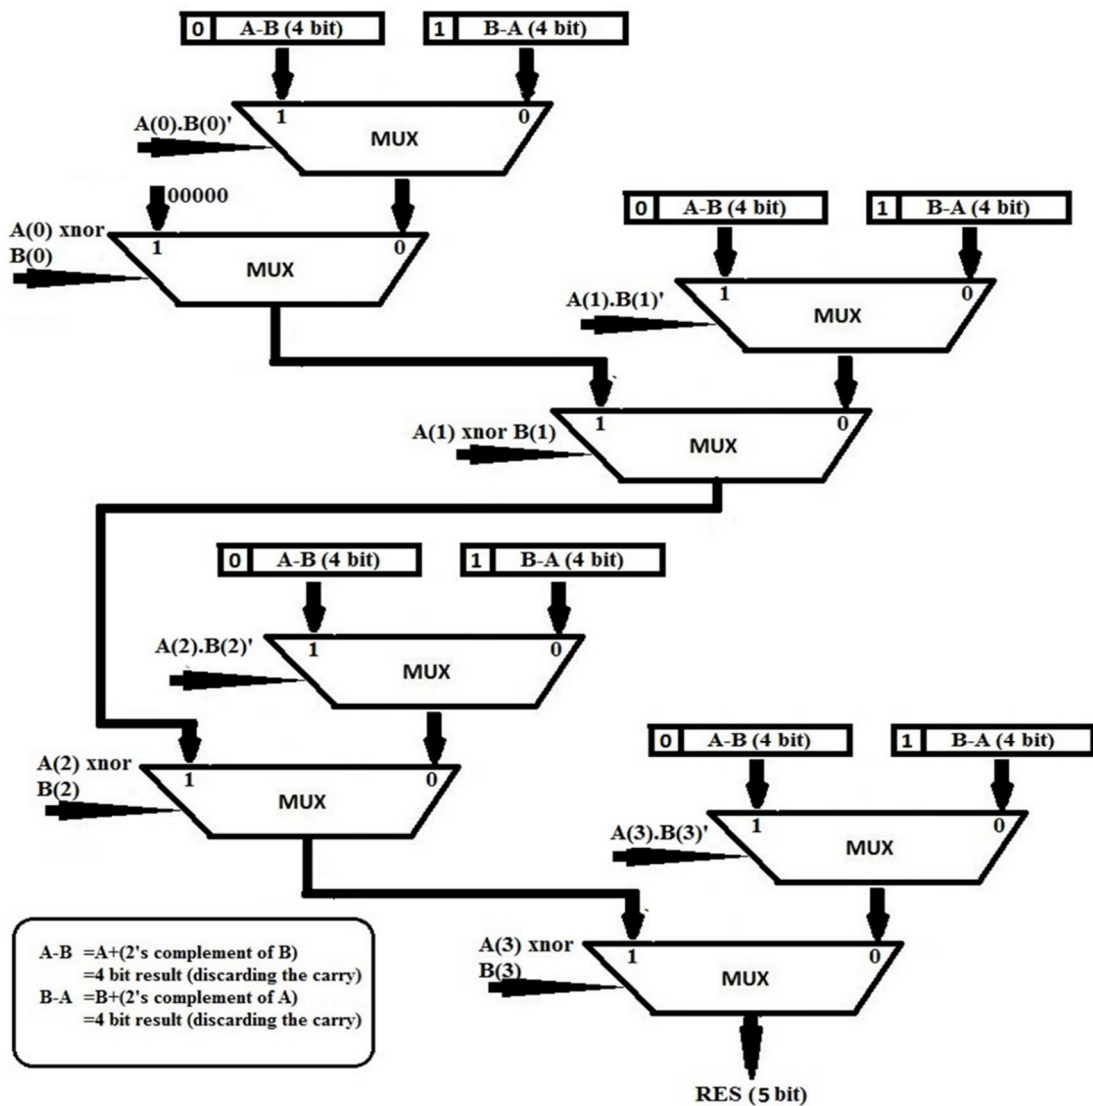 0 A-B (4 bit) 1 B-A (4 bit)
1 0
A(0).B(0)' MUX
00000
0 A-B (4 bit) 1 B-A (4 bit)
A(0) xnor
B(0)
1 0
MUX
1 0
A(1).B(1)' MUX
1 0
A(1) xnor B(1) MUX
0 A-B (4 bit) 1 B-A (4 bit)
1 0
A(2).B(2)' MUX
0 A-B (4 bit) 1 B-A (4 bit)
A(2) xnor
B(2)
1 0
MUX
1 0
A(3).B(3)' MUX
A(3) xnor
B(3)
1 0
MUX
A-B =A+(2's complement of B)
=4 bit result (discarding the carry)
B-A =B+(2's complement of A)
=4 bit result (discarding the carry)
RES (5 bit)